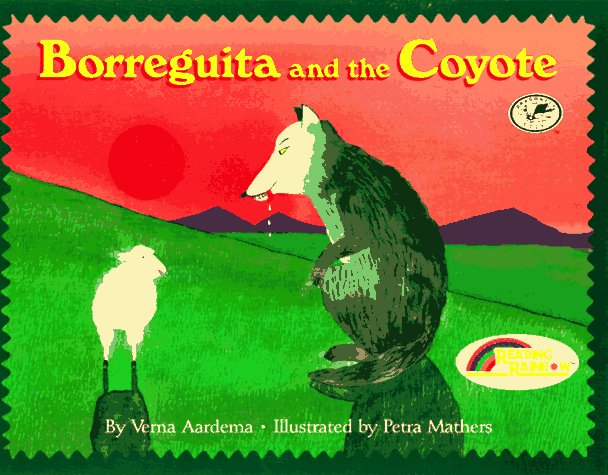 Borreguita and the Coyote
READING
RAINBOW
By Verna Aardema · Illustrated by Petra Mathers